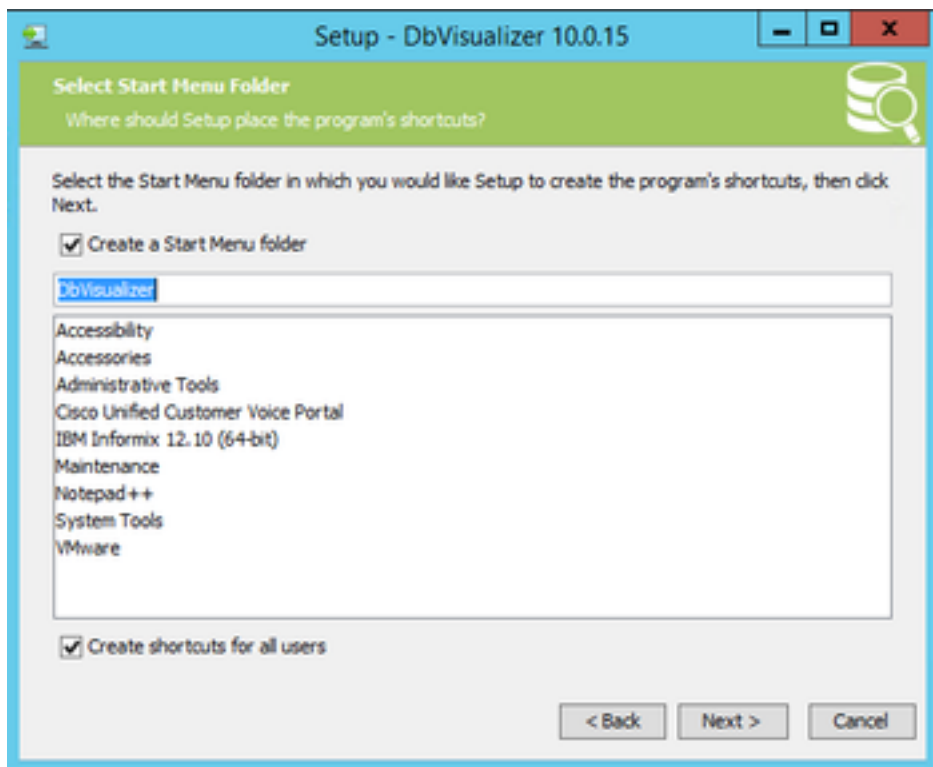 Setup - DbVisualizer 10.0.15
Select Start Menu Folder
Where should Setup place the program's shortcuts?
Select the Start Menu folder in which you would like Setup to create the program's shortcuts, then click
Next.
Create a Start Menu folder
DbVisualizer
Accessibility
Accessories
Administrative Tools
Cisco Unified Customer Voice Portal
IBM Informix 12.10 (64-bit)
Maintenance
Notepad++
System Tools
VMware
Create shortcuts for all users
< Back Next > Cancel